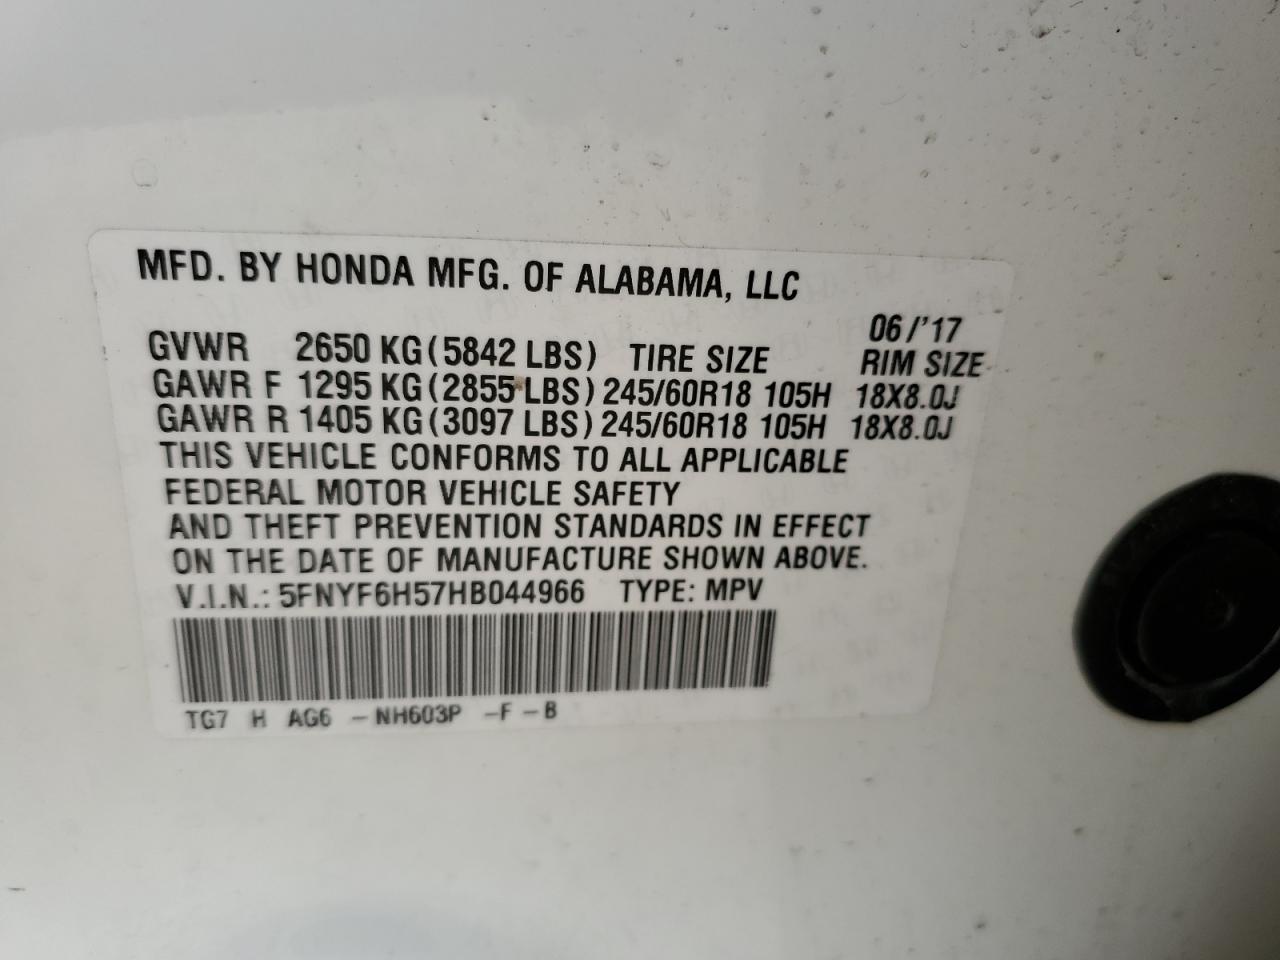 MFD. BY HONDA MFG. OF ALABAMA, LLC
06/'17
GVWR 2650 KG(5842 LBS) TIRE SIZE RIM SIZE
GAWR F 1295 KG(2855 LBS) 245/60R18 105H 18X8.0J
GAWR R 1405 KG(3097 LBS) 245/60R18 105H 18X8.0J
THIS VEHICLE CONFORMS TO ALL APPLICABLE
FEDERAL MOTOR VEHICLE SAFETY
AND THEFT PREVENTION STANDARDS IN EFFECT
ON THE DATE OF MANUFACTURE SHOWN ABOVE.
V.I.N.: 5FNYF6H57HB044966 TYPE: MPV
TG7 H AG6 -NH603P -F -B